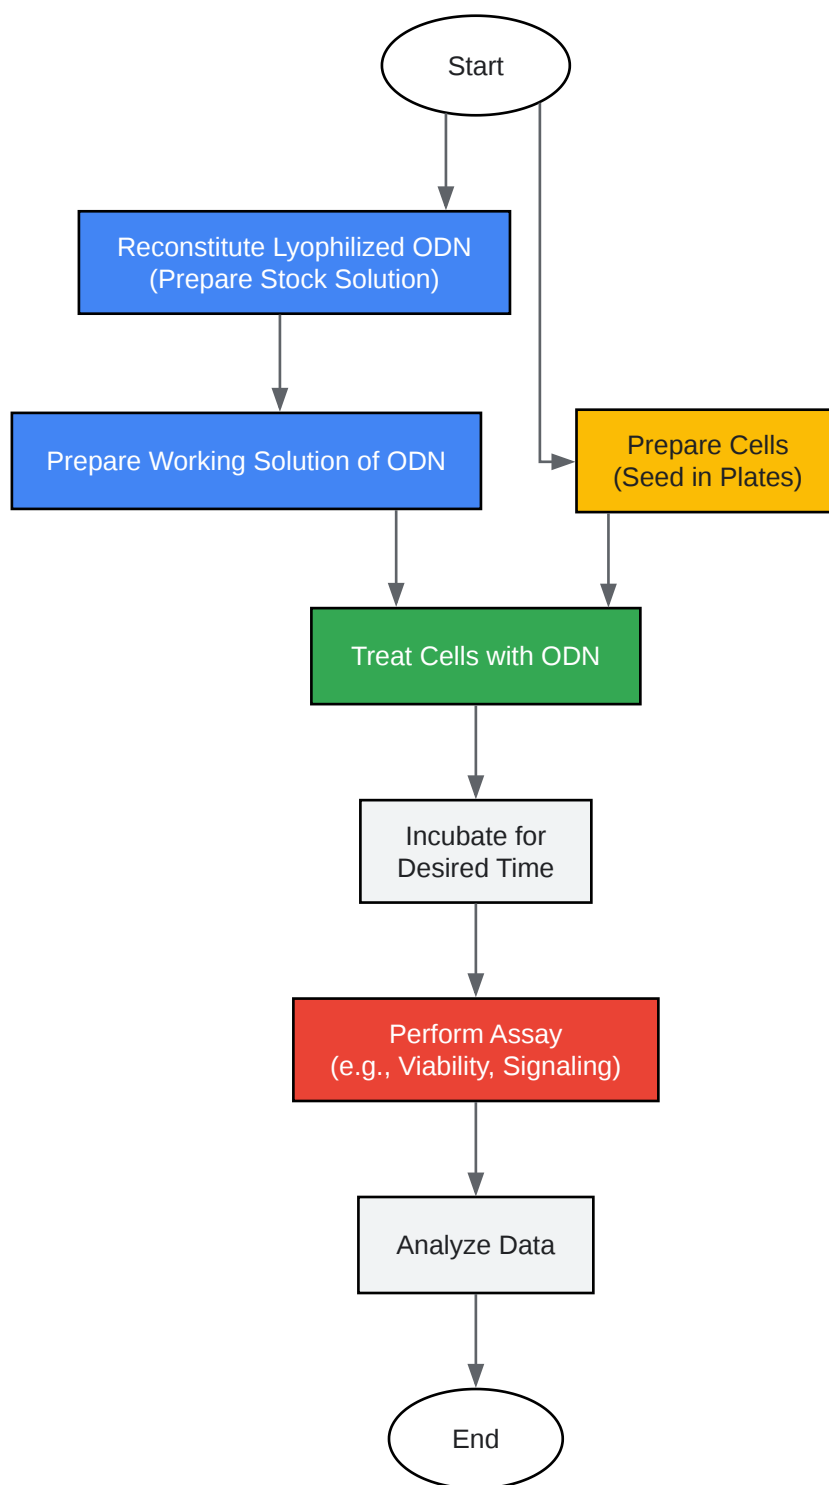 Start
Reconstitute Lyophilized ODN
(Prepare Stock Solution)
Prepare Working Solution of ODN
Prepare Cells
(Seed in Plates)
Treat Cells with ODN
Incubate for
Desired Time
Perform Assay
(e.g., Viability, Signaling)
Analyze Data
End